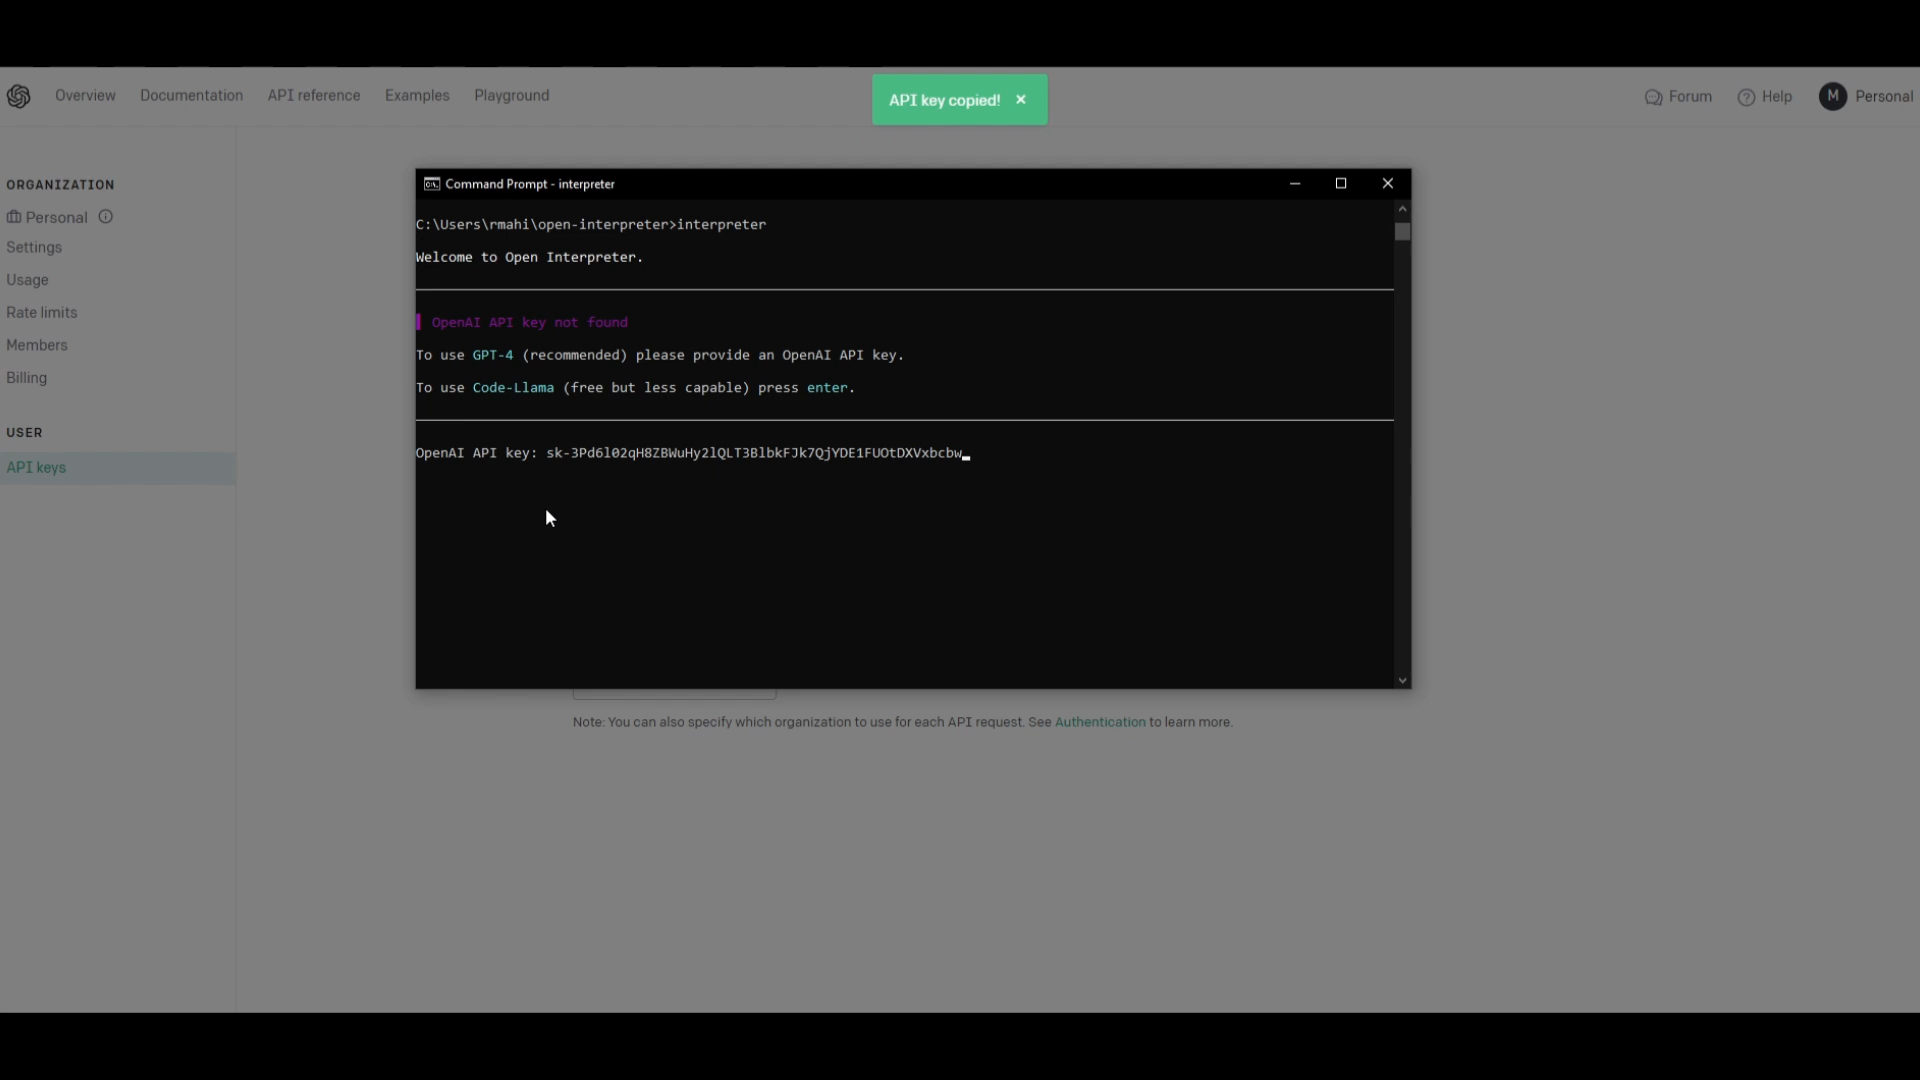 Overview
Documentation
API reference
Examples
Playground
API key copied!
Forum
Help
M
Personal
ORGANIZATION
Personal
Settings
Usage
Rate limits
Members
Billing
USER
API keys
Command Prompt - interpreter
C:\Users\rmahi\open-interpreter>interpreter
Welcome to Open Interpreter.
OpenAI API key not found
To use GPT-4 (recommended) please provide an OpenAI API key.
To use Code-Llama (free but less capable) press enter.
OpenAI API key:
Note: You can also specify which organization to use for each API request. See Authentication to learn more.